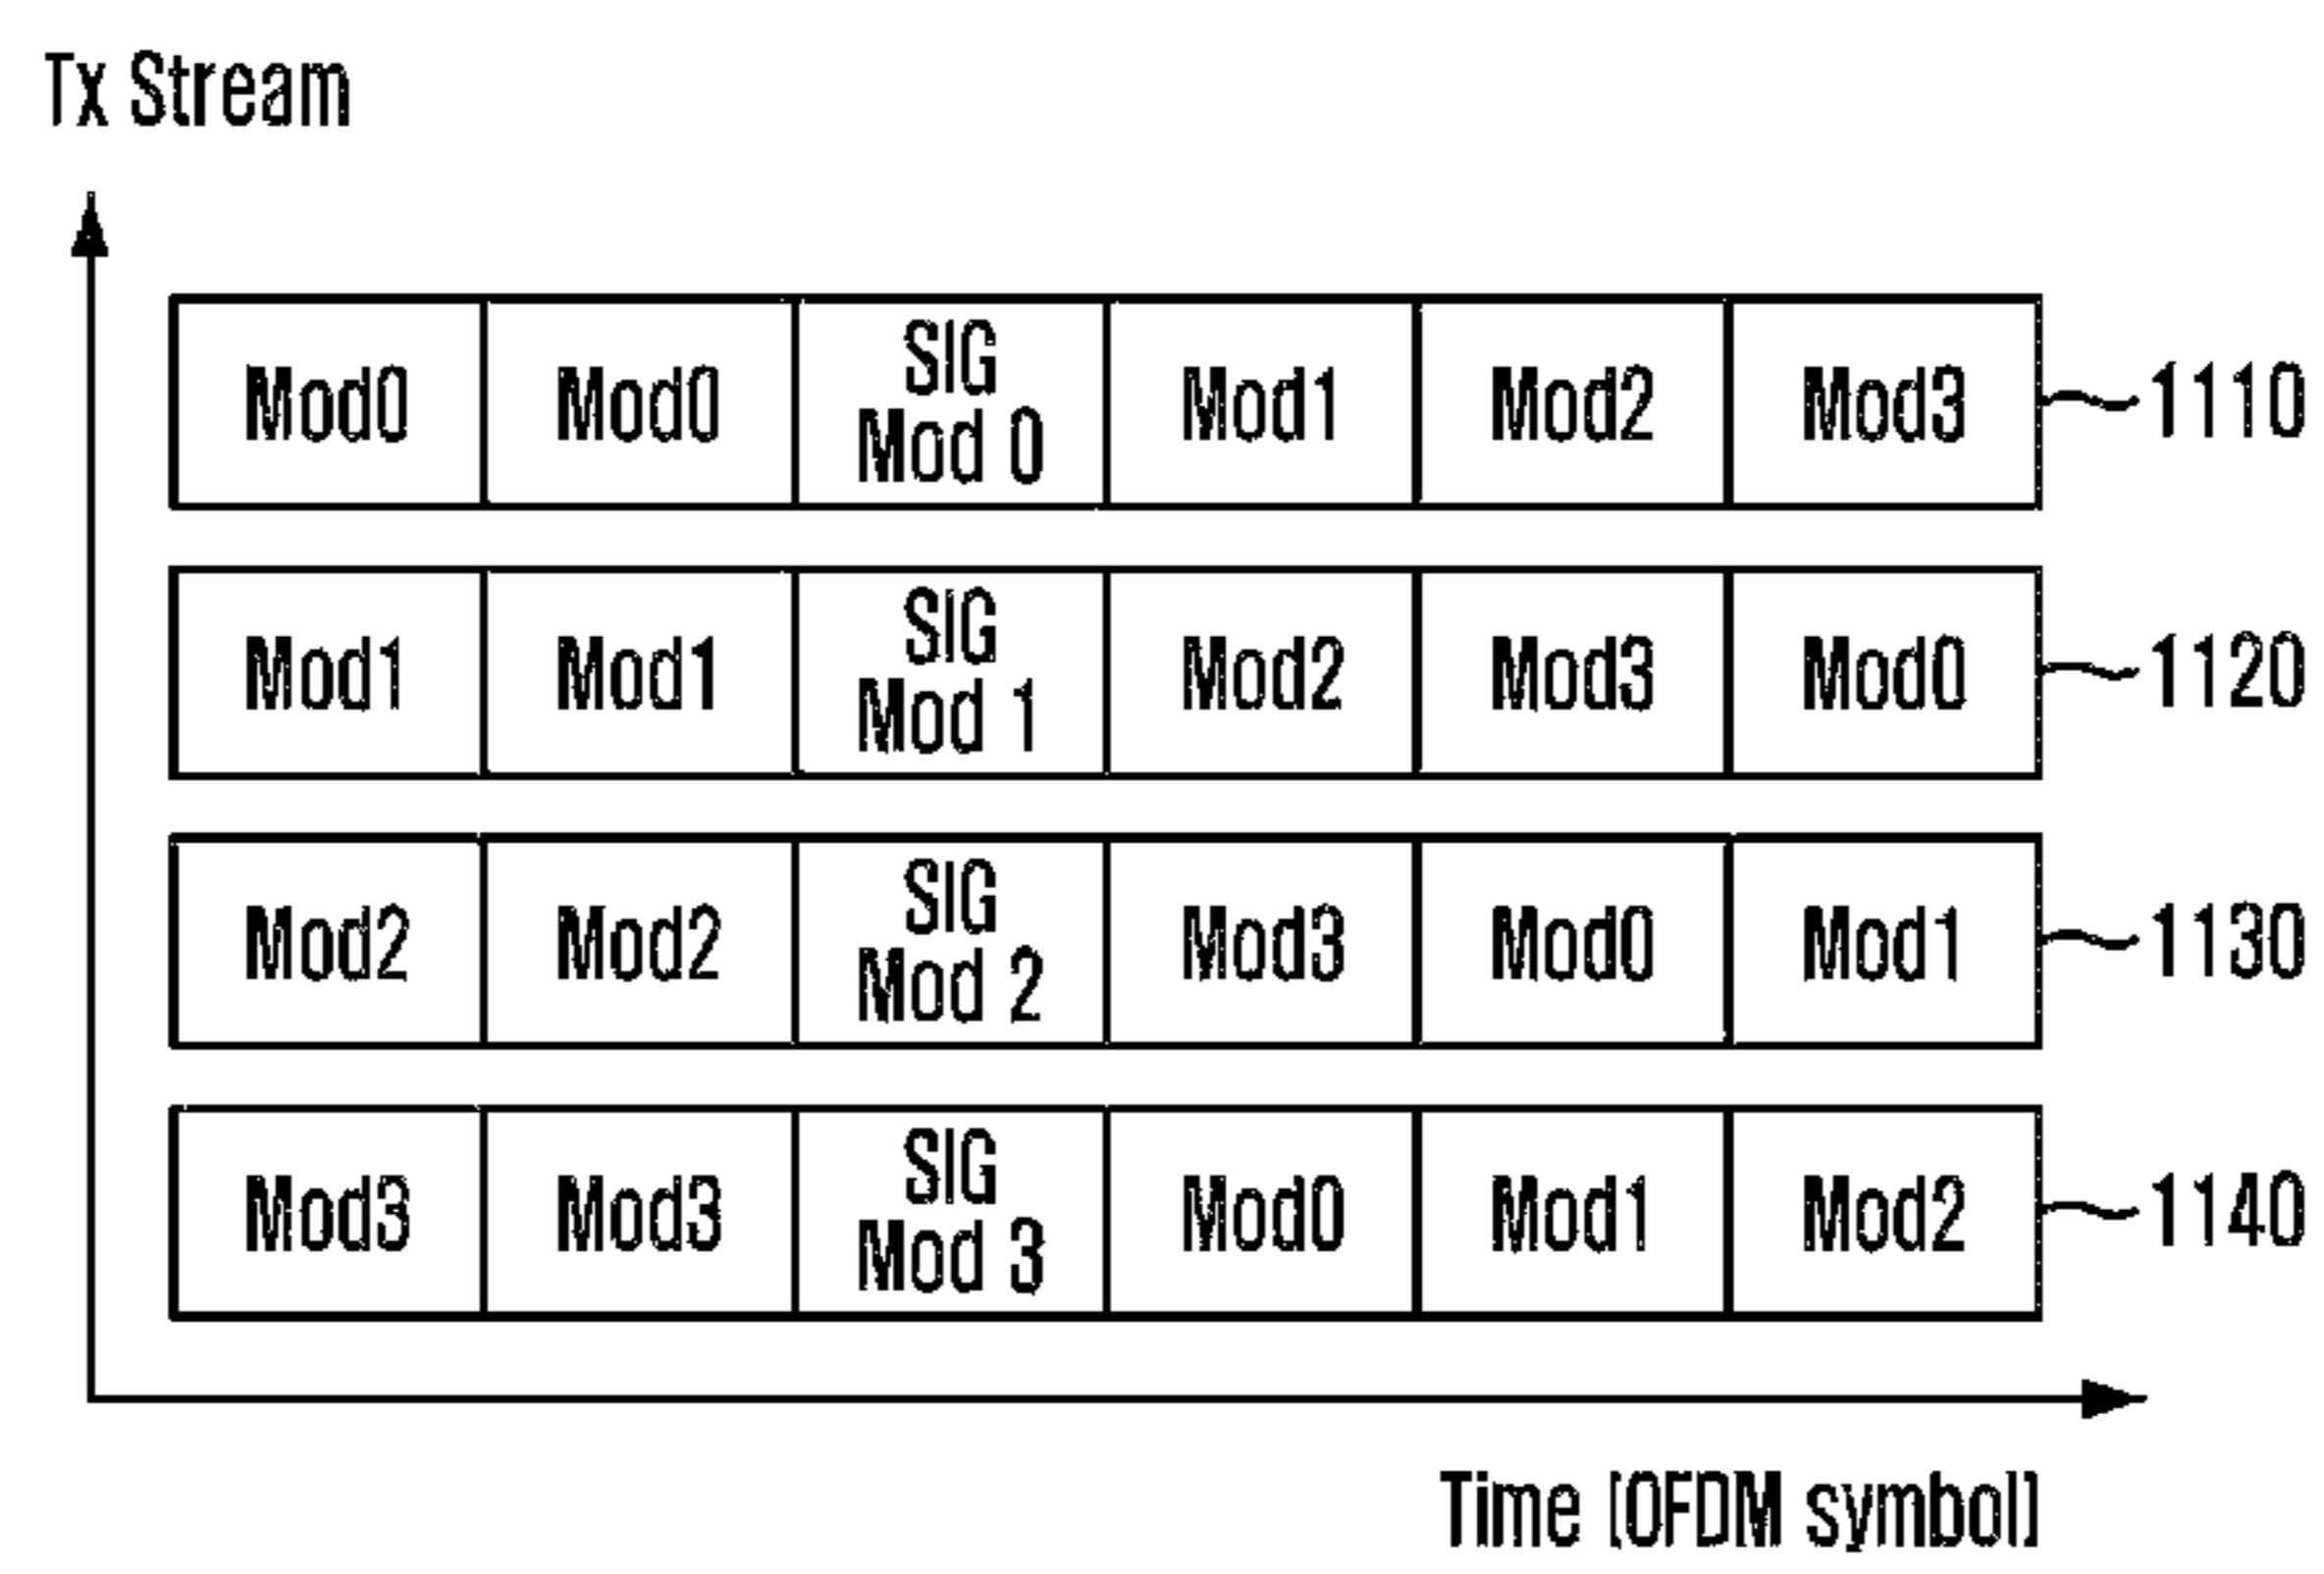 Tx Stream
Mod0 Mod0 SIG Mod1 Mod2 Mod3 1110
Mod 0
Mod1 Mod1 SIG Mod2 Mod3 Mod0 1120
Mod 1
Mod2 Mod2 SIG Mod3 Mod0 Mod1 1130
Mod 2
Mod3 Mod3 SIG Mod0 Mod1 Mod2 1140
Mod 3
Time (OFDM symbol)